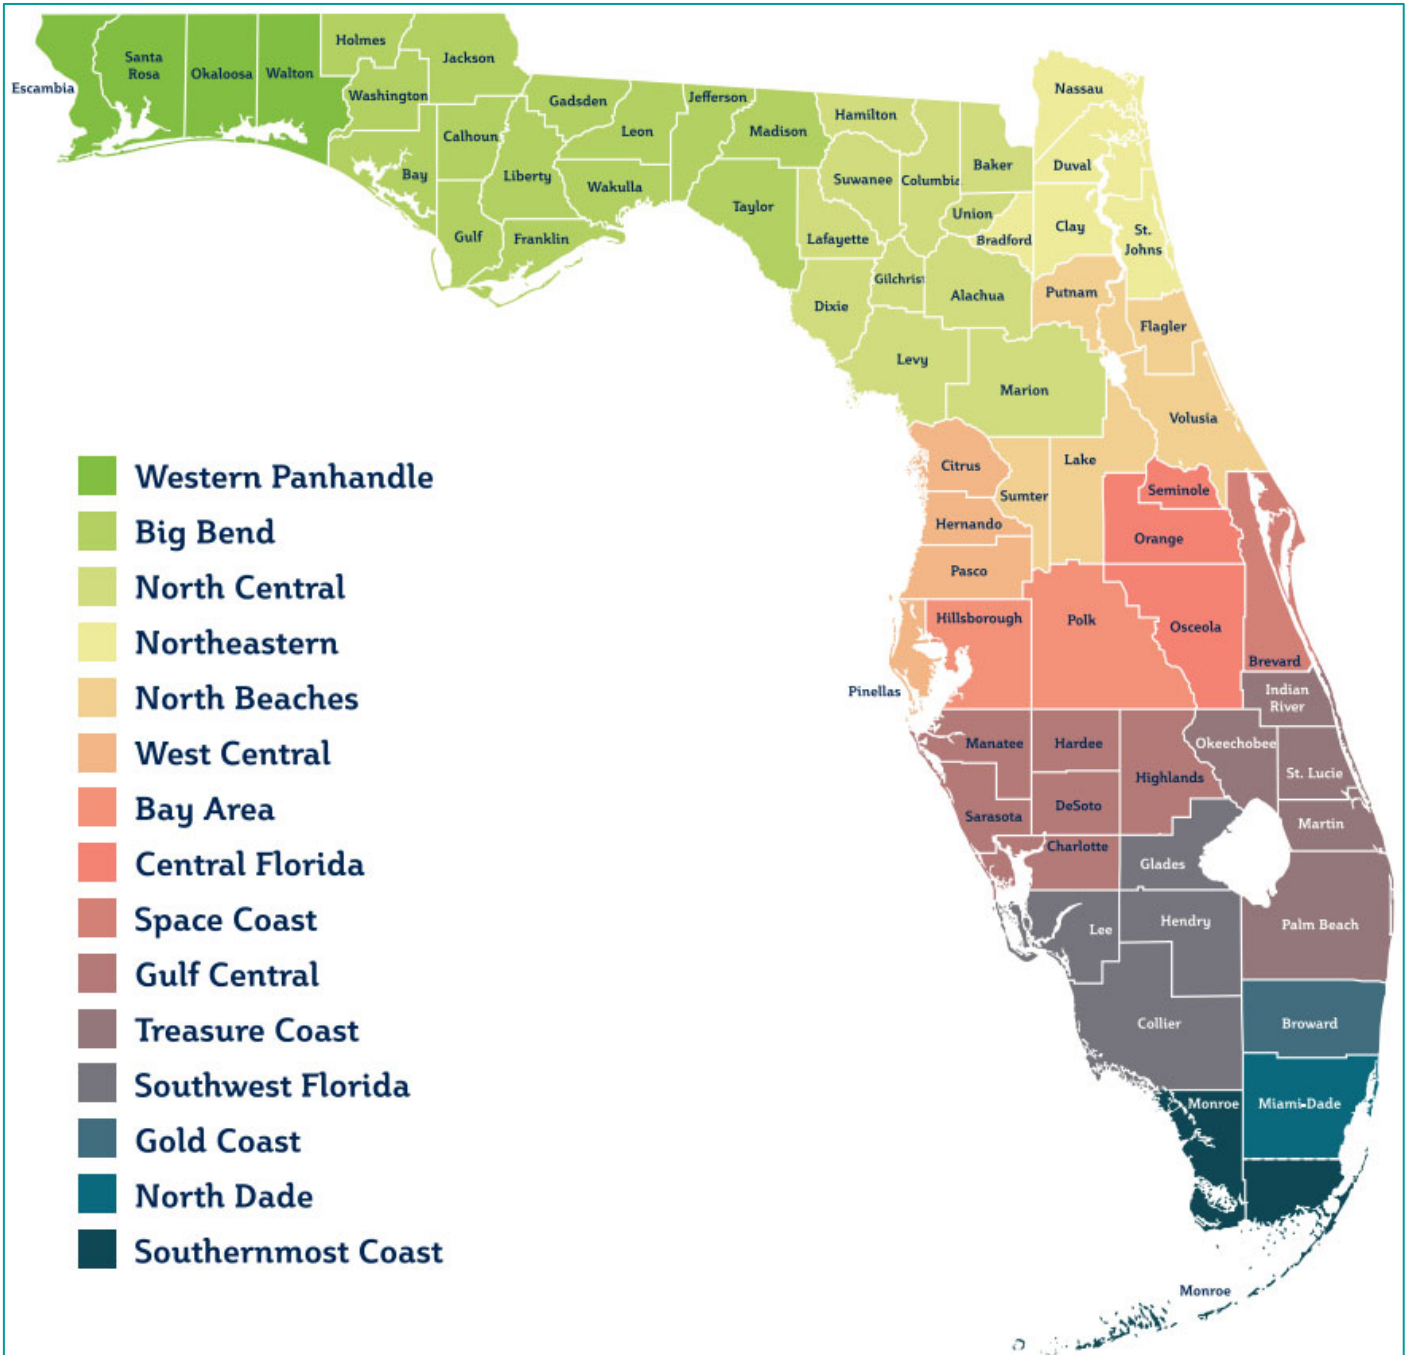 Escambia
Santa
Rosa
Okaloosa
Walton
Holmes
Washington
Jackson
Bay
Calhoun
Gulf
Liberty
Franklin
Gadsden
Leon
Wakulla
Jefferson
Madison
Taylor
Hamilton
Suwanee
Lafayette
Columbia
Dixie
Gilchrist
Baker
Union
Bradford
Alachua
Levy
Marion
Nassau
Duval
Clay
St.
Johns
Putnam
Flagler
Volusia
Citrus
Sumter
Lake
Hernando
Pasco
Seminole
Orange
Hillsborough
Polk
Osceola
Brevard
Pinellas
Indian
River
Manatee
Hardee
Highlands
Okeechobee
St. Lucie
Sarasota
DeSoto
Martin
Charlotte
Glades
Lee
Hendry
Palm Beach
Collier
Broward
Monroe
Miami-Dade
Monroe
Western Panhandle
Big Bend
North Central
Northeastern
North Beaches
West Central
Bay Area
Central Florida
Space Coast
Gulf Central
Treasure Coast
Southwest Florida
Gold Coast
North Dade
Southernmost Coast